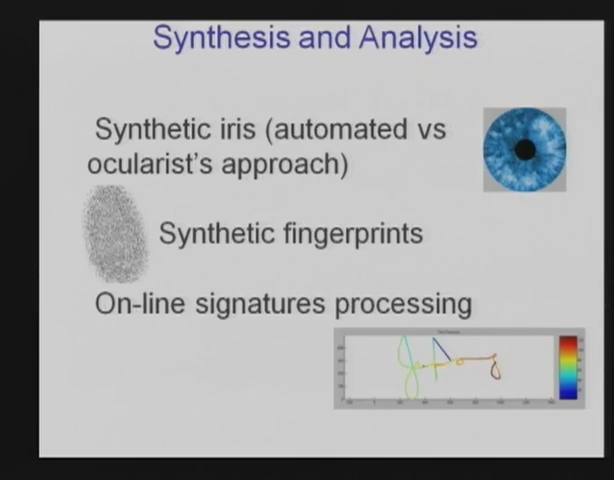 Synthesis and Analysis
Synthetic iris (automated vs
ocularist's approach)
Synthetic fingerprints
On-line signatures processing